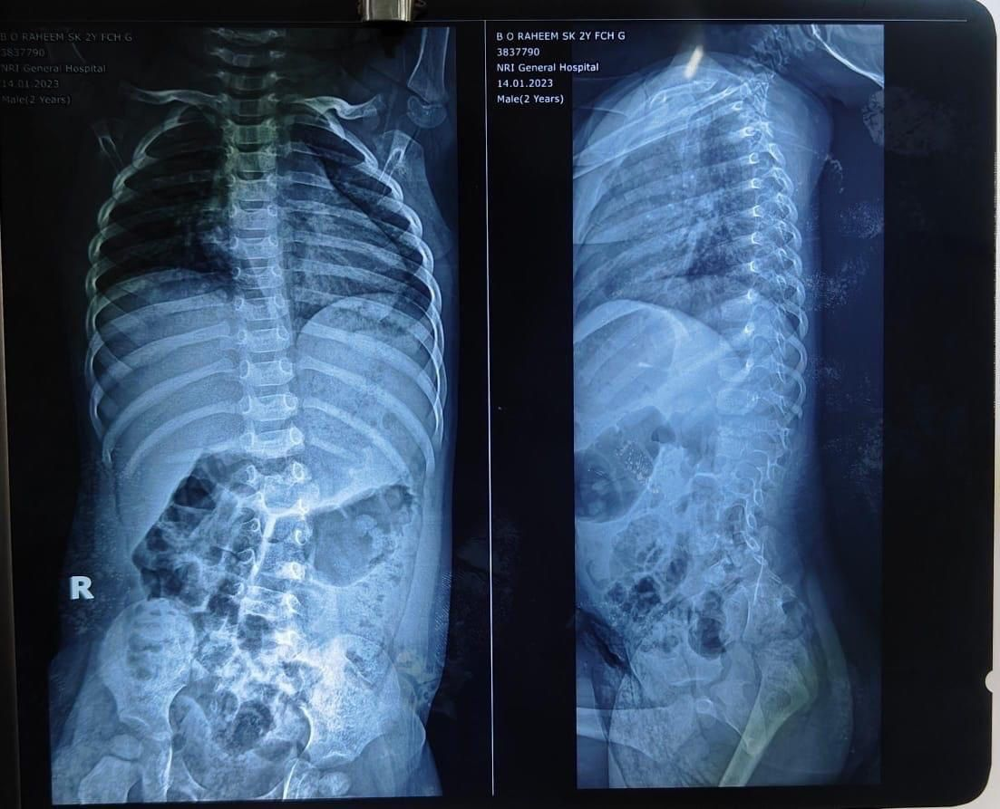 B O RAHEEM SK 2Y FCH G
3837790
NRI General Hospital
14.01.2023
Male(2 Years)
B O RAHEEM SK 2Y FCH G
3837790
NRI General Hospital
14.01.2023
Male(2 Years)
R